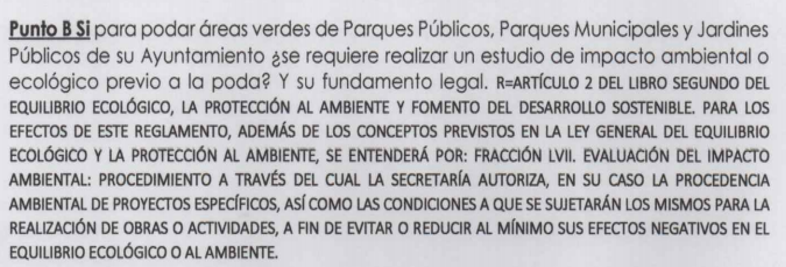 Punto B Si para podar áreas verdes de Parques Públicos, Parques Municipales y Jardines
Públicos de su Ayuntamiento ¿se requiere realizar un estudio de impacto ambiental o
ecológico previo a la poda? Y su fundamento legal. R=ARTÍCULO 2 DEL LIBRO SEGUNDO DEL
EQUILIBRIO ECOLÓGICO, LA PROTECCIÓN AL AMBIENTE Y FOMENTO DEL DESARROLLO SOSTENIBLE. PARA LOS
EFECTOS DE ESTE REGLAMENTO, ADEMÁS DE LOS CONCEPTOS PREVISTOS EN LA LEY GENERAL DEL EQUILIBRIO
ECOLÓGICO Y LA PROTECCIÓN AL AMBIENTE, SE ENTENDERÁ POR: FRACCIÓN LVII. EVALUACIÓN DEL IMPACTO
AMBIENTAL: PROCEDIMIENTO A TRAVÉS DEL CUAL LA SECRETARÍA AUTORIZA, EN SU CASO LA PROCEDENCIA
AMBIENTAL DE PROYECTOS ESPECÍFICOS, ASÍ COMO LAS CONDICIONES A QUE SE SUJETARÁN LOS MISMOS PARA LA
REALIZACIÓN DE OBRAS O ACTIVIDADES, A FIN DE EVITAR O REDUCIR AL MÍNIMO SUS EFECTOS NEGATIVOS EN EL
EQUILIBRIO ECOLÓGICO O AL AMBIENTE.